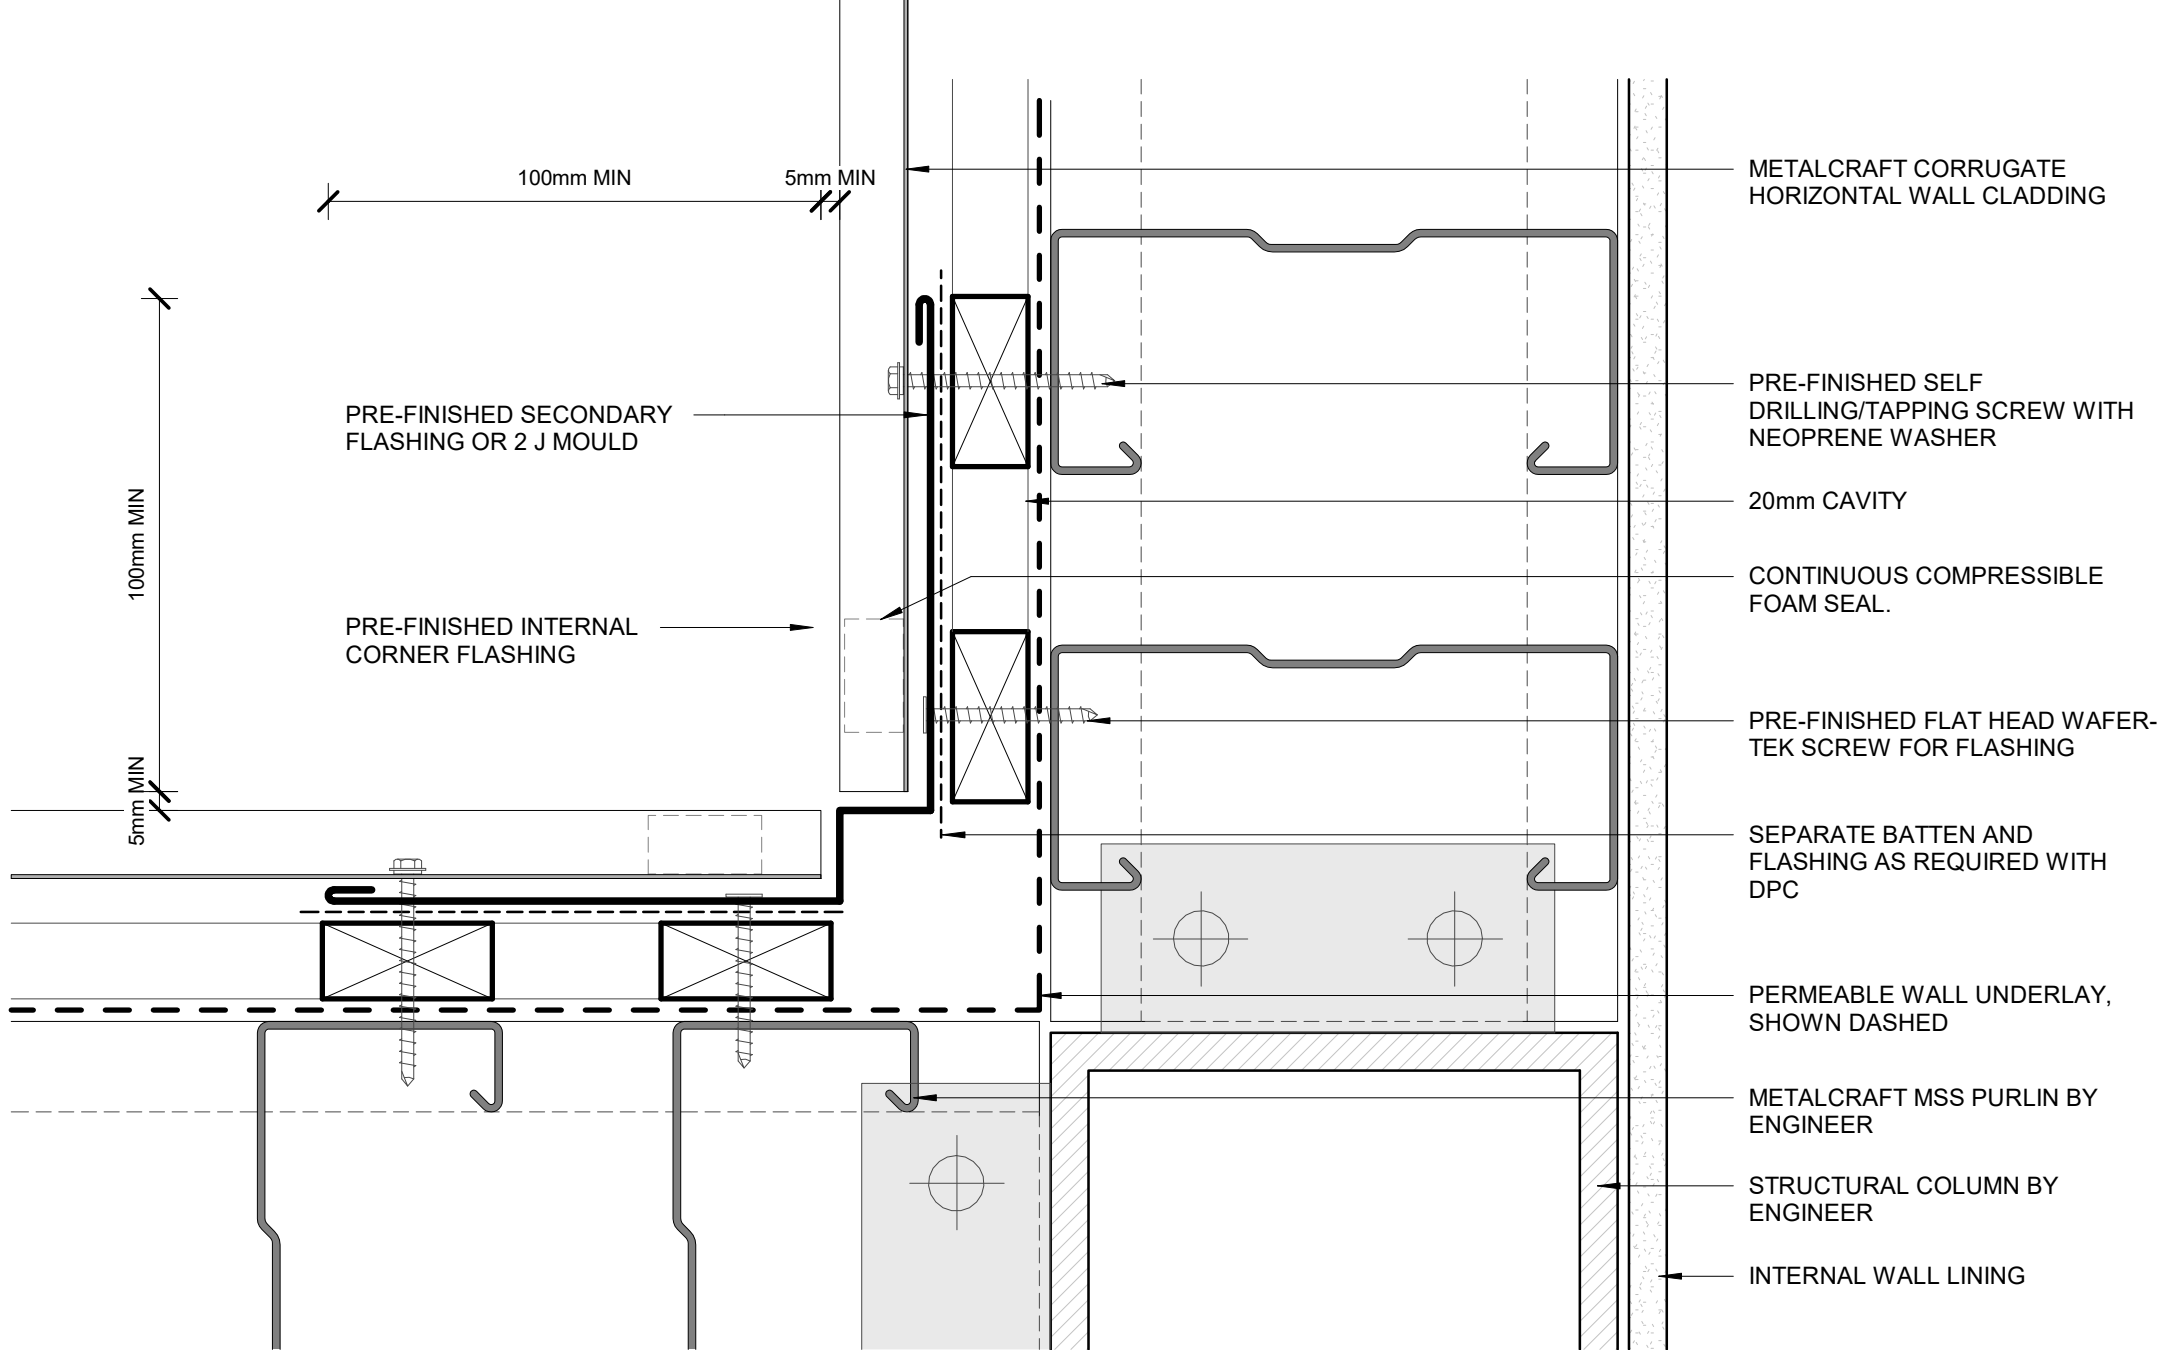 100mm MIN
5mm MIN
METALCRAFT CORRUGATE
HORIZONTAL WALL CLADDING
PRE-FINISHED SELF
DRILLING/TAPPING SCREW WITH
NEOPRENE WASHER
PRE-FINISHED SECONDARY
FLASHING OR 2 J MOULD
20mm CAVITY
100mm MIN
CONTINUOUS COMPRESSIBLE
FOAM SEAL.
PRE-FINISHED INTERNAL
CORNER FLASHING
PRE-FINISHED FLAT HEAD WAFER-
TEK SCREW FOR FLASHING
5mm MIN
SEPARATE BATTEN AND
FLASHING AS REQUIRED WITH
DPC
PERMEABLE WALL UNDERLAY,
SHOWN DASHED
METALCRAFT MSS PURLIN BY
ENGINEER
STRUCTURAL COLUMN BY
ENGINEER
INTERNAL WALL LINING